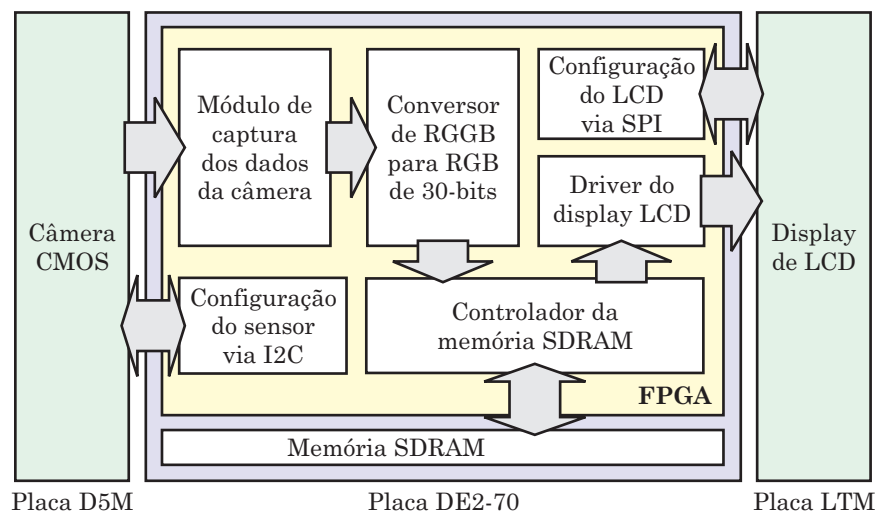 Câmera
CMOS
Módulo de
captura
dos dados
da câmera
Conversor
de RGGB
para RGB
de 30-bits
Configuração
do LCD
via SPI
Driver do
display LCD
Display
de LCD
Configuração
do sensor
via I2C
Controlador da
memória SDRAM
FPGA
Memória SDRAM
Placa D5M
Placa DE2-70
Placa LTM